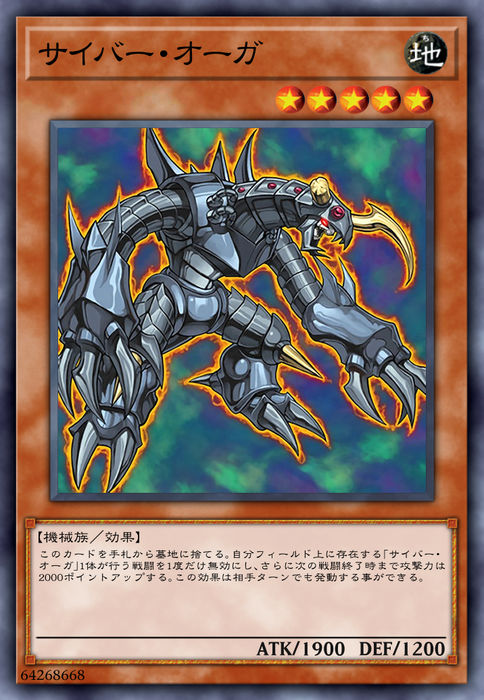 サイバー・オーガ
ち
地
【機械族／効果】
このカードを手札から墓地に捨てる。自分フィールド上に存在する「サイバー・
オーガ」1体が行う戦闘を1度だけ無効にし、さらに次の戦闘終了時まで攻撃力は
2000ポイントアップする。この効果は相手ターンでも発動する事ができる。
ATK/1900 DEF/1200
64268668